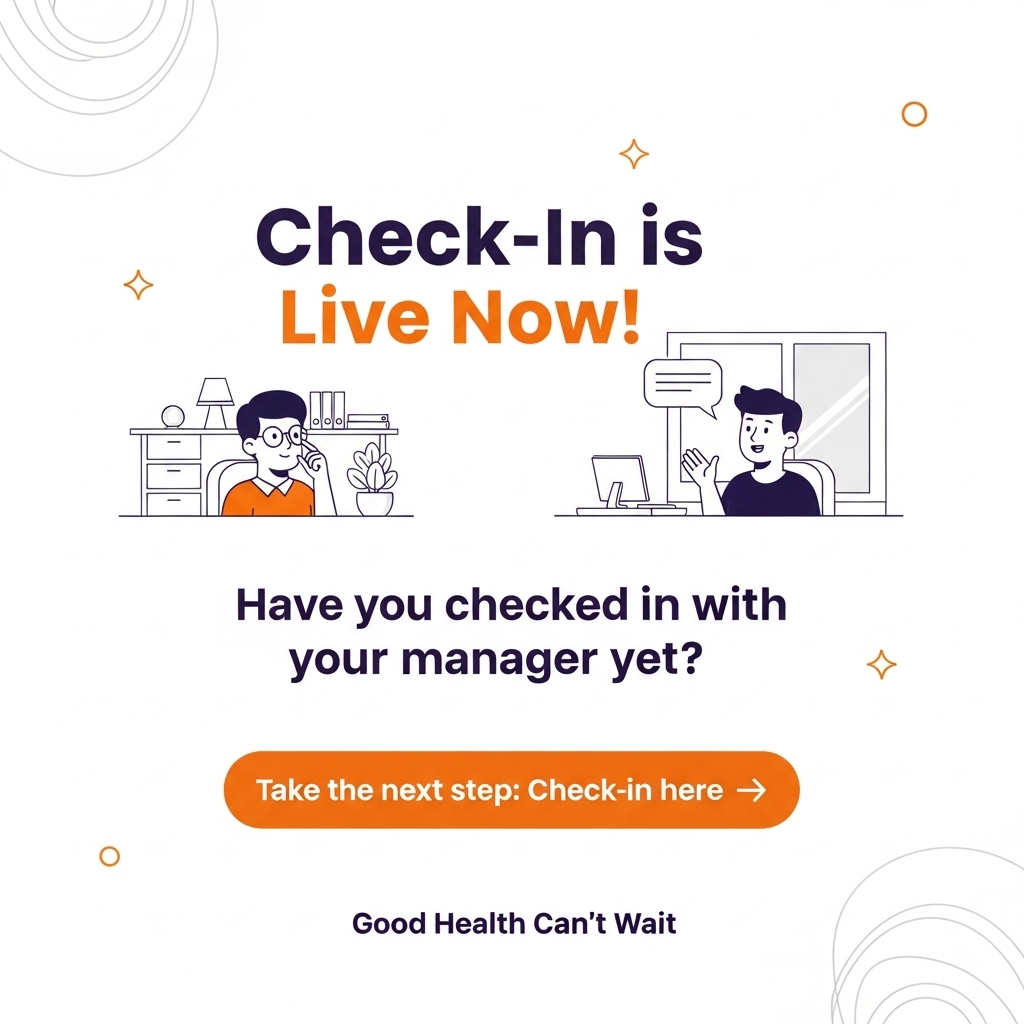 Check-In is
Live Now!
Have you checked in with
your manager yet?
Take the next step: Check-in here →
Good Health Can't Wait